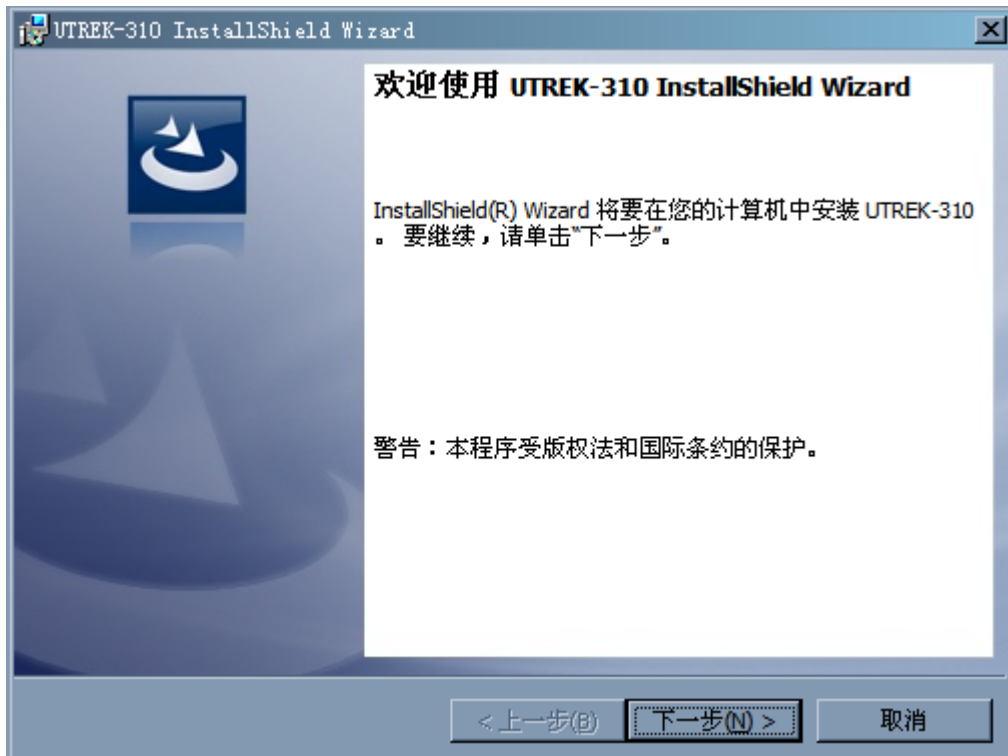 UTREK-310 InstallShield Wizard
欢迎使用 UTREK-310 InstallShield Wizard
InstallShield(R) Wizard 将要在您的计算机中安装 UTREK-310
。 要继续，请单击“下一步”。
警告：本程序受版权法和国际条约的保护。
< 上一步(B) 下一步(N) > 取消